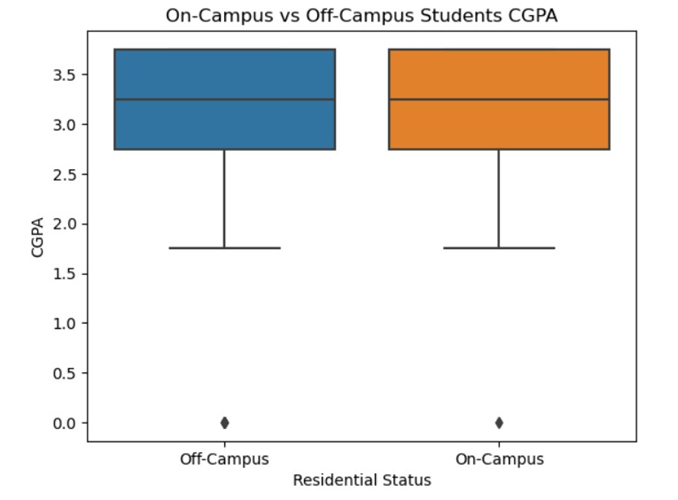 On-Campus vs Off-Campus Students CGPA
CGPA
3.5
3.0
2.5
2.0
1.5
1.0
0.5
0.0
Off-Campus
On-Campus
Residential Status